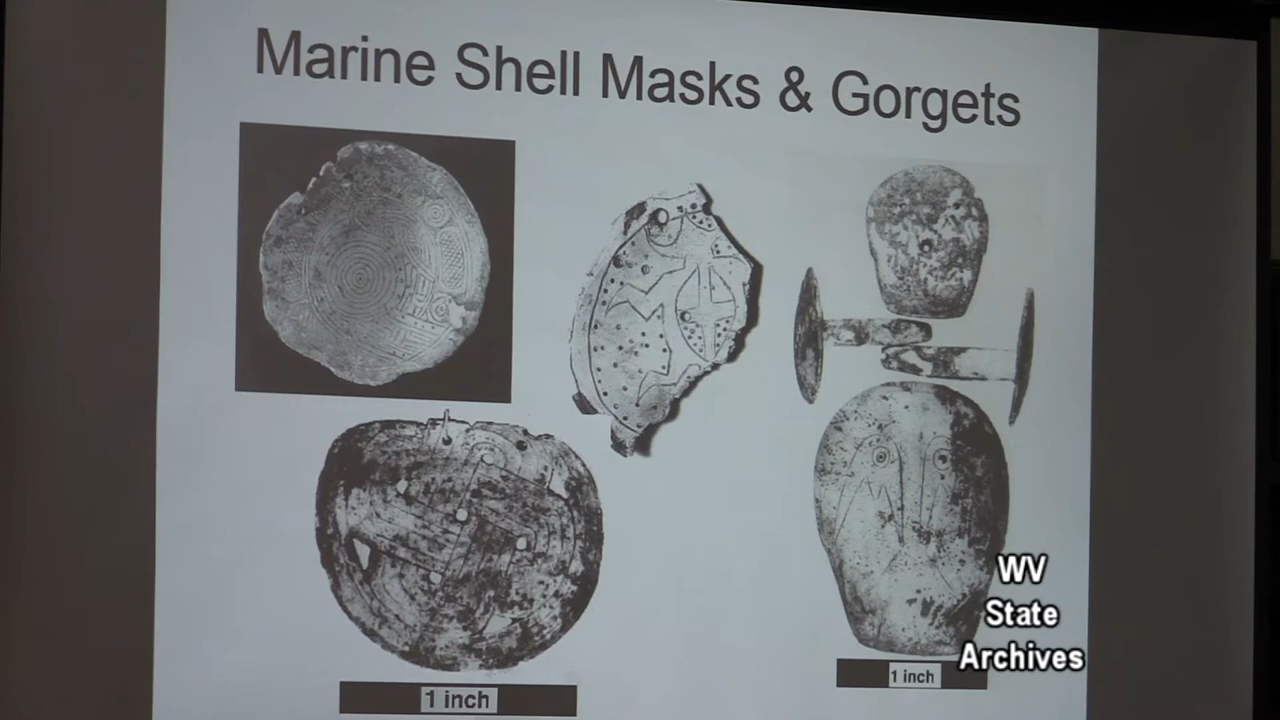 Marine Shell Masks & Gorgets
1 inch
1 inch
WV
State
Archives